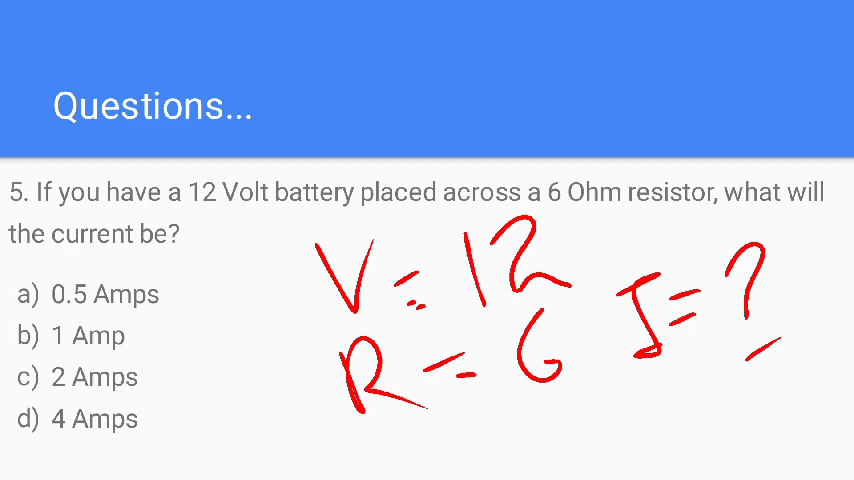 Questions...
5. If you have a 12 Volt battery placed across a 6 Ohm resistor, what will
the current be?
a) 0.5 Amps
b) 1 Amp
c) 2 Amps
d) 4 Amps
V = 12
R = 6
I = ?